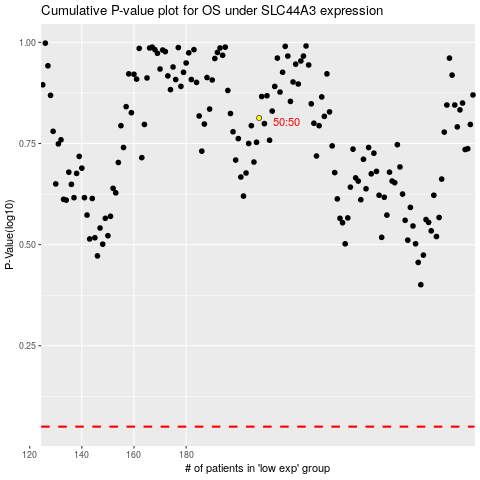 Cumulative P-value plot for OS under SLC44A3 expression
1.00
0.75
0.50
0.25
P-Value(log10)
50:50
120 140 160 180
# of patients in 'low exp' group